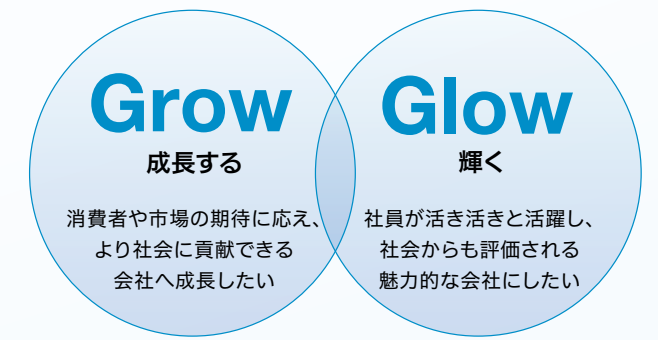 Grow
成長する
消費者や市場の期待に応え、
より社会に貢献できる
会社へ成長したい
Glow
輝く
社員が活き活きと活躍し、
社会からも評価される
魅力的な会社にしたい